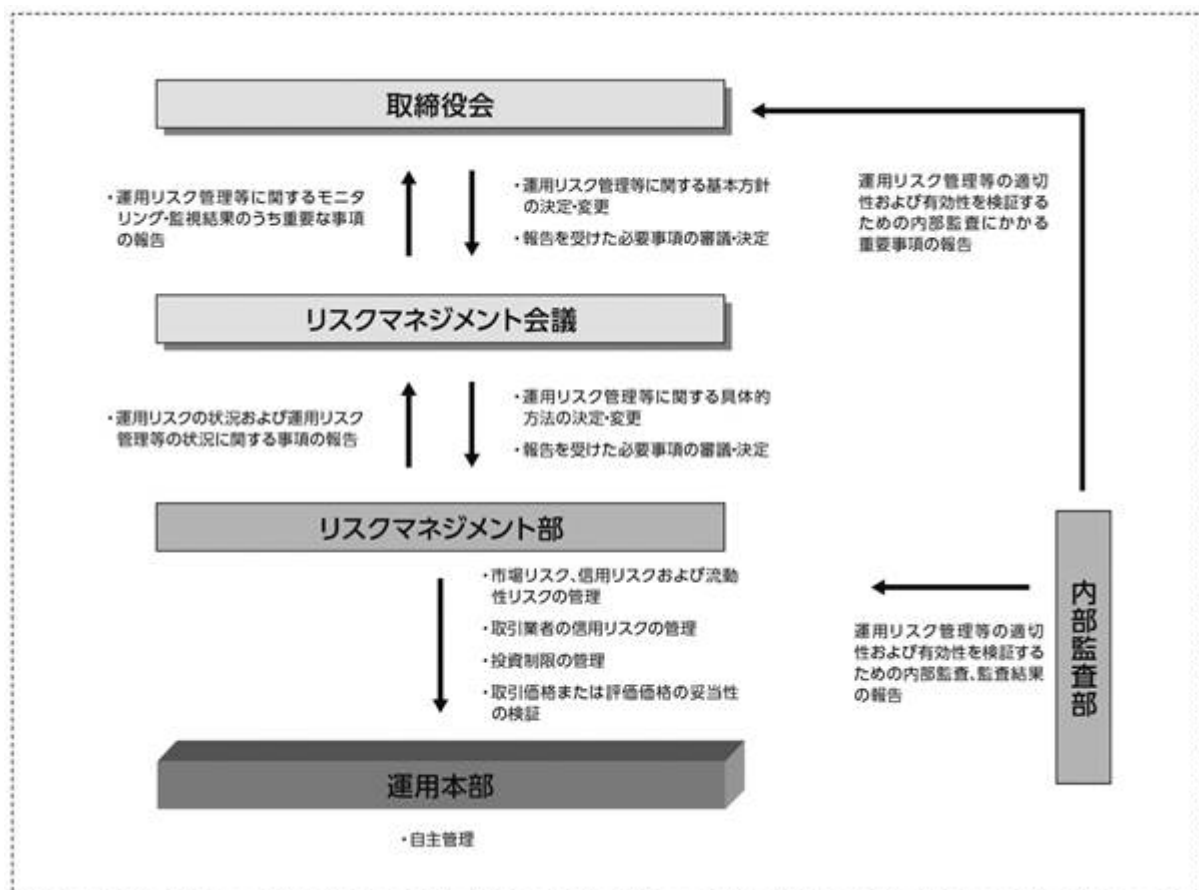 取締役会
・運用リスク管理等に関するモニタ
リング・監視結果のうち重要な事項
の報告
・運用リスク管理等に関する基本方針
の決定・変更
・報告を受けた必要事項の審議・決定
運用リスク管理等の適切
性および有効性を検証する
ための内部監査にかかる
重要事項の報告
リスクマネジメント会議
・運用リスクの状況および運用リスク
管理等の状況に関する事項の報告
・運用リスク管理等に関する具体的
方法の決定・変更
・報告を受けた必要事項の審議・決定
リスクマネジメント部
・市場リスク、信用リスクおよび流動
性リスクの管理
・取引業者の信用リスクの管理
・投資制限の管理
・取引価格または評価価格の妥当性
の検証
運用リスク管理等の適切
性および有効性を検証する
ための内部監査、監査結果
の報告
内部監査部
運用本部
・自主管理